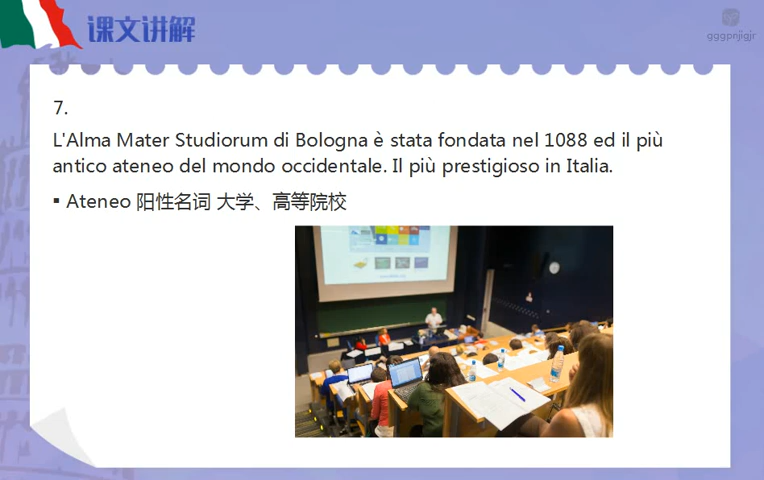 课文讲解
gggpnjigjr
7.
L'Alma Mater Studiorum di Bologna è stata fondata nel 1088 ed il più
antico ateneo del mondo occidentale. Il più prestigioso in Italia.
▪ Ateneo 阳性名词 大学、高等院校